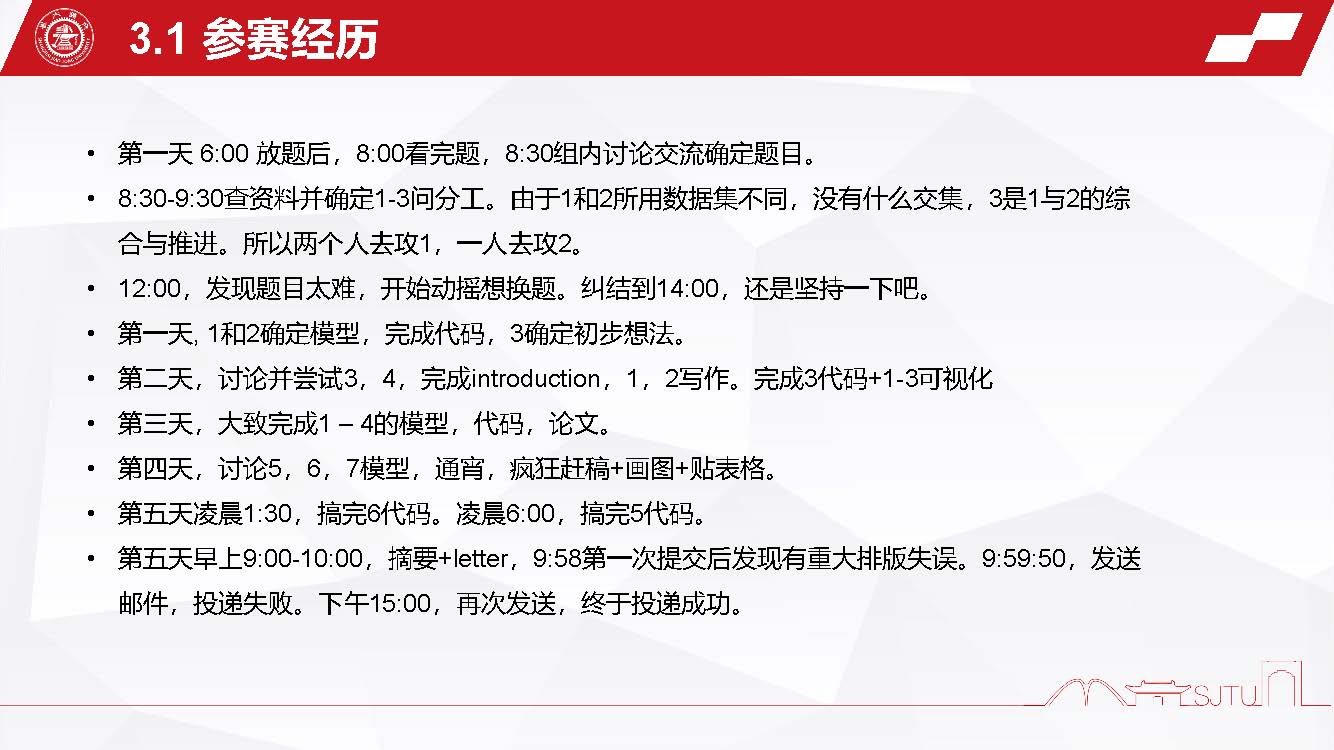 3.1 参赛经历
• 第一天 6:00 放题后，8:00看完题，8:30组内讨论交流确定题目。
• 8:30-9:30查资料并确定1-3问分工。由于1和2所用数据集不同，没有什么交集，3是1与2的综
合与推进。所以两个人去攻1，一人去攻2。
• 12:00，发现题目太难，开始动摇想换题。纠结到14:00，还是坚持一下吧。
• 第一天, 1和2确定模型，完成代码，3确定初步想法。
• 第二天，讨论并尝试3，4，完成introduction，1，2写作。完成3代码+1-3可视化
• 第三天，大致完成1 – 4的模型，代码，论文。
• 第四天，讨论5，6，7模型，通宵，疯狂赶稿+画图+贴表格。
• 第五天凌晨1:30，搞完6代码。凌晨6:00，搞完5代码。
• 第五天早上9:00-10:00，摘要+letter，9:58第一次提交后发现有重大排版失误。9:59:50，发送
邮件，投递失败。下午15:00，再次发送，终于投递成功。
SJTU